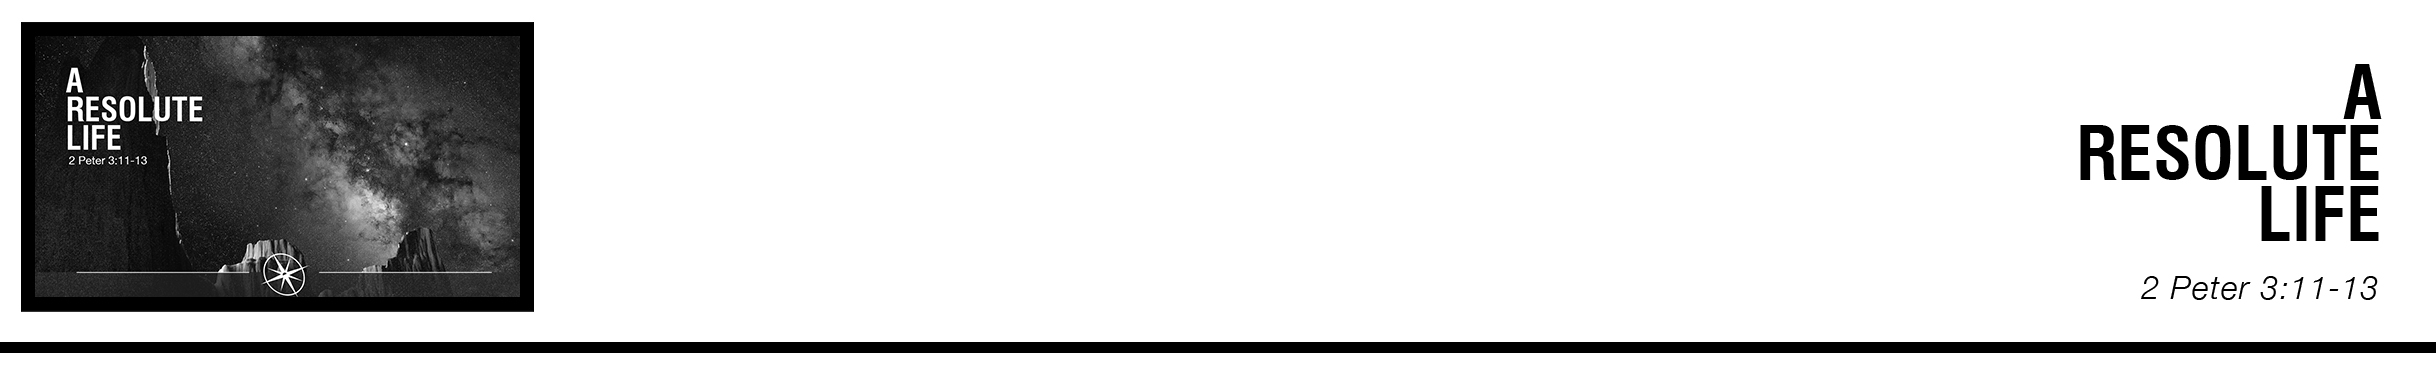 A
RESOLUTE
LIFE
2 Peter 3:11-13
A
RESOLUTE
LIFE
2 Peter 3:11-13